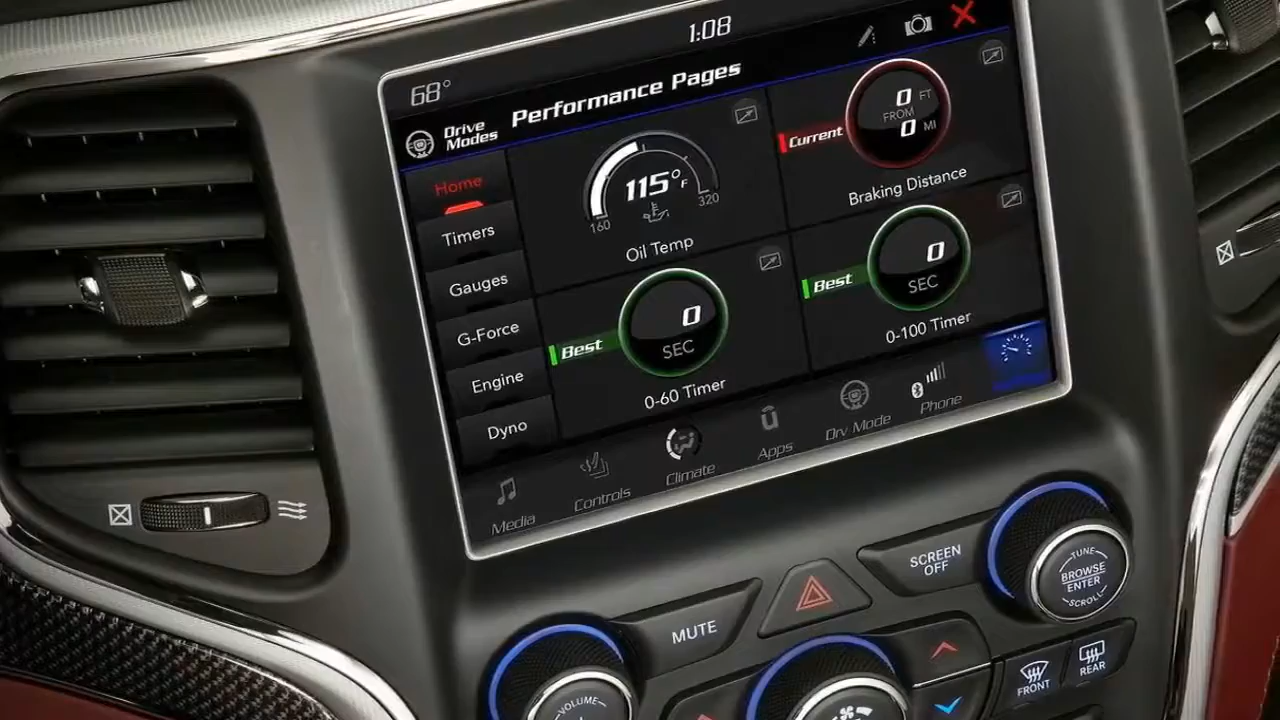 1:08
68°
Drive
Modes
Performance Pages
Home
Timers
Gauges
G-Force
Engine
Dyno
115° F
160
320
Oil Temp
Current
0 FT
FROM
0 MI
Braking Distance
Best
0
SEC
0-60 Timer
Best
0
SEC
0-100 Timer
Media
Controls
Climate
Apps
Drv Mode
Phone
MUTE
SCREEN
OFF
TUNE
BROWSE
ENTER
SCROLL
VOLUME
FRONT
REAR